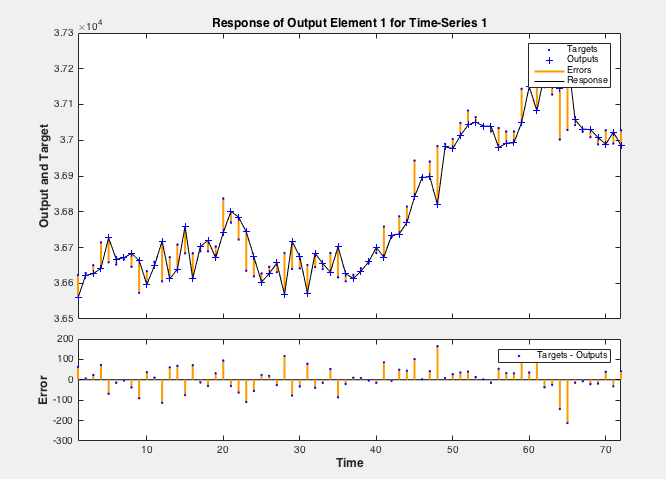 Response of Output Element 1 for Time-Series 1
×10⁴
3.73
3.72
3.71
3.7
3.69
3.68
3.67
3.66
3.65
Output and Target
Targets
Outputs
Errors
Response
200
100
0
-100
-200
-300
Error
Targets - Outputs
10 20 30 40 50 60 70
Time